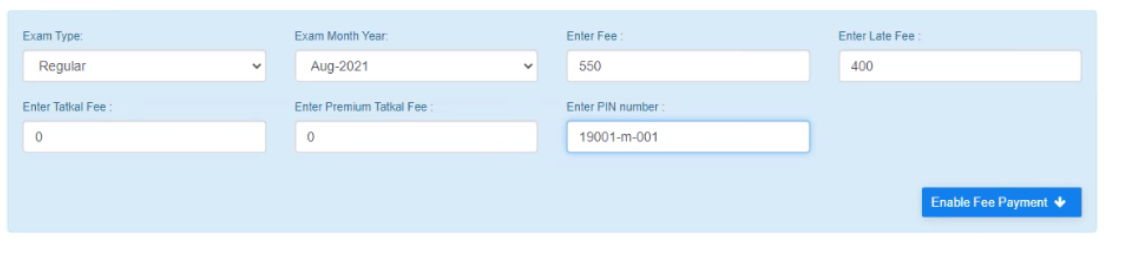 Exam Type: Exam Month Year: Enter Fee : Enter Late Fee :
Regular Aug-2021 550 400
Enter Tatkal Fee : Enter Premium Tatkal Fee : Enter PIN number :
0 0 19001-m-001
Enable Fee Payment